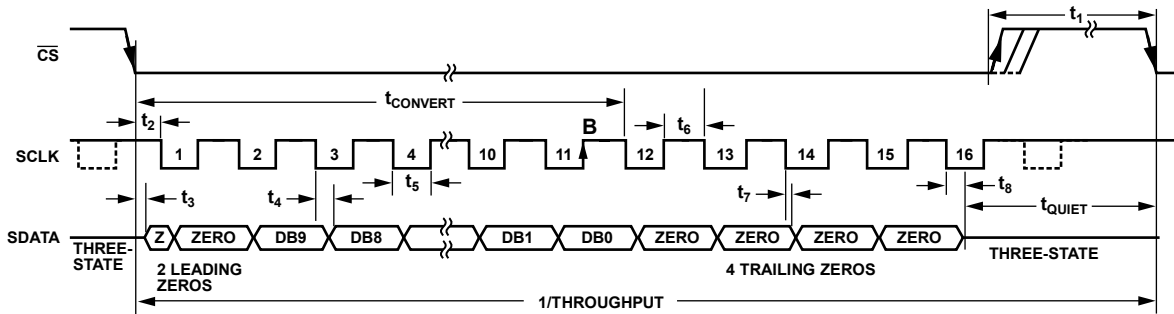 t1
CS
tCONVERT
t2
B
t6
SCLK
1
2
3
4
10
11
12
13
14
15
16
t3
t4
t5
t7
t8
tQUIET
SDATA
THREE-
STATE
Z
ZERO
DB9
DB8
DB1
DB0
ZERO
ZERO
ZERO
ZERO
THREE-STATE
2 LEADING
ZEROS
4 TRAILING ZEROS
1/THROUGHPUT